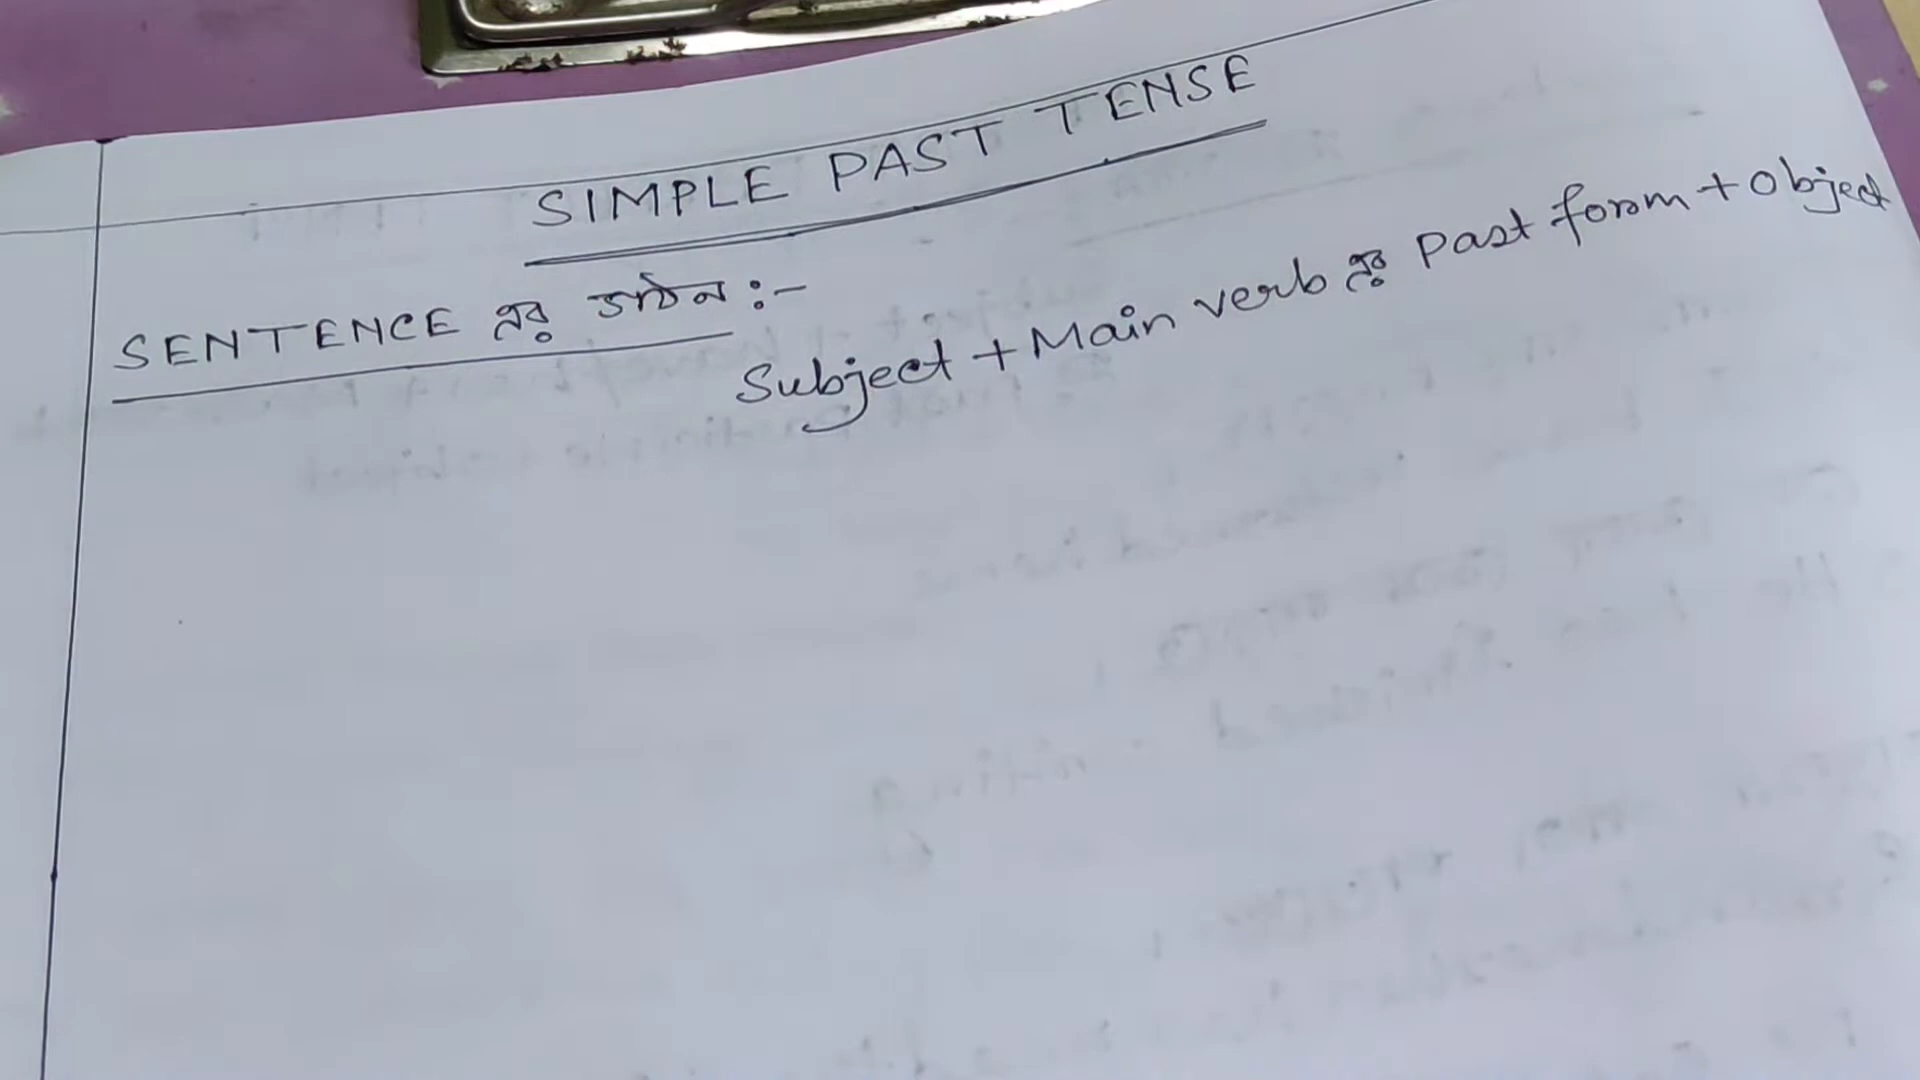 SIMPLE PAST TENSE
SENTENCE এর গঠন :-
Subject + Main verb এর Past form + Object